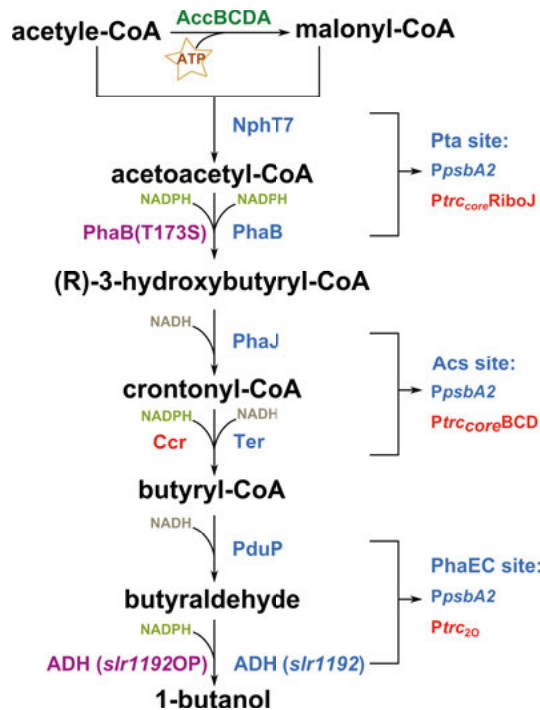 AccBCDA
acetyle-CoA malonyl-CoA
ATP
NphT7
Pta site:
PpsbA2
acetoacetyl-CoA
NADPH NADPH
PtrccoreRiboJ
PhaB(T173S) PhaB
(R)-3-hydroxybutyryl-CoA
NADH
PhaJ
Acs site:
crontonyl-CoA
PpsbA2
NADPH NADH
PtrccoreBCD
Ccr Ter
butyryl-CoA
NADH
PduP
PhaEC site:
PpsbA2
butyraldehyde
Ptrc2O
NADPH
ADH (slr1192OP) ADH (slr1192)
1-butanol